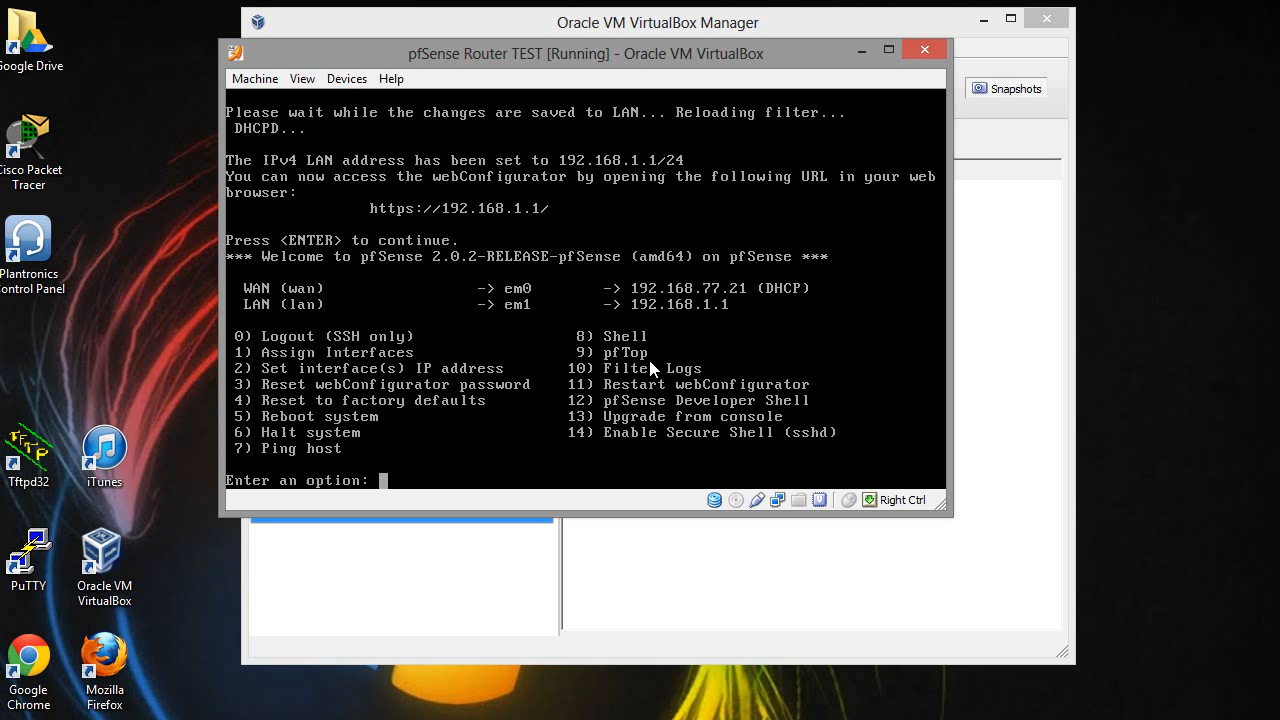 Oracle VM VirtualBox Manager
pfSense Router TEST [Running] - Oracle VM VirtualBox
Machine View Devices Help
Snapshots
Please wait while the changes are saved to LAN... Reloading filter...
DHCPD...
The IPv4 LAN address has been set to 192.168.1.1/24
You can now access the webConfigurator by opening the following URL in your web
browser:
https://192.168.1.1/
Press <ENTER> to continue.
*** Welcome to pfSense 2.0.2-RELEASE-pfSense (amd64) on pfSense ***
WAN (wan) -> em0 -> 192.168.77.21 (DHCP)
LAN (lan) -> em1 -> 192.168.1.1
0) Logout (SSH only) 8) Shell
1) Assign Interfaces 9) pfTop
2) Set interface(s) IP address 10) Filter Logs
3) Reset webConfigurator password 11) Restart webConfigurator
4) Reset to factory defaults 12) pfSense Developer Shell
5) Reboot system 13) Upgrade from console
6) Halt system 14) Enable Secure Shell (sshd)
7) Ping host
Enter an option:
Right Ctrl
Google Drive
Cisco Packet
Tracer
Plantronics
Control Panel
Tftpd32
iTunes
PuTTY
Oracle VM
VirtualBox
Google
Chrome
Mozilla
Firefox